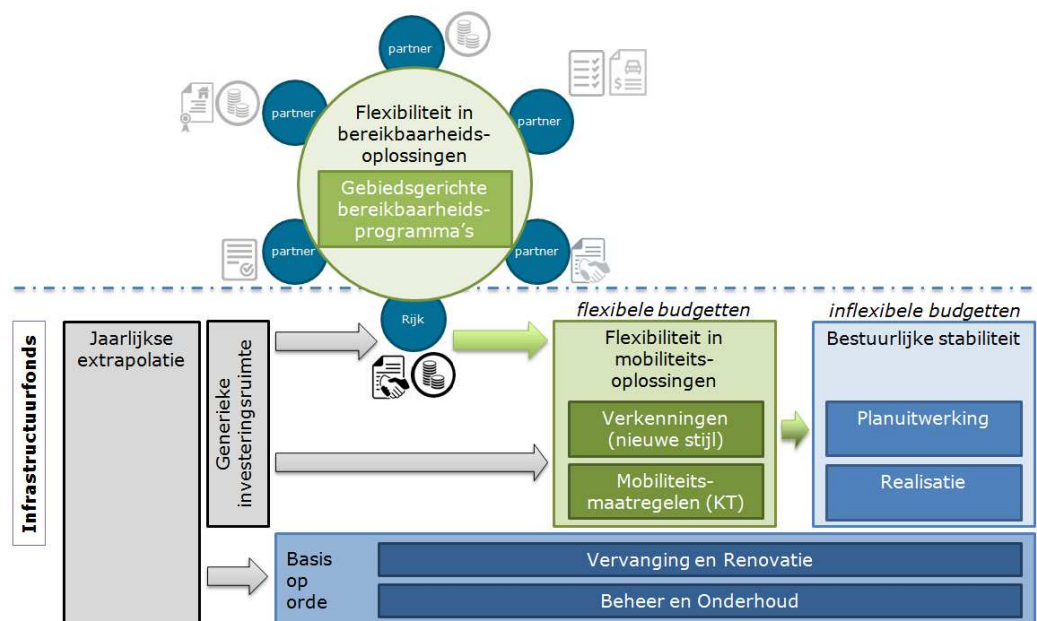 partner
partner
partner
partner
partner
Flexibiliteit in
bereikbaarheids-
oplossingen
Gebiedsgerichte
bereikbaarheids-
programma's
$
Rijk
Infrastructuurfonds
Jaarlijkse
extrapolatie
Generieke
investeringsruimte
flexibele budgetten
Flexibiliteit in
mobiliteits-
oplossingen
Verkenningen
(nieuwe stijl)
Mobiliteits-
maatregelen (KT)
inflexibele budgetten
Bestuurlijke stabiliteit
Planuitwerking
Realisatie
Basis
op
orde
Vervanging en Renovatie
Beheer en Onderhoud